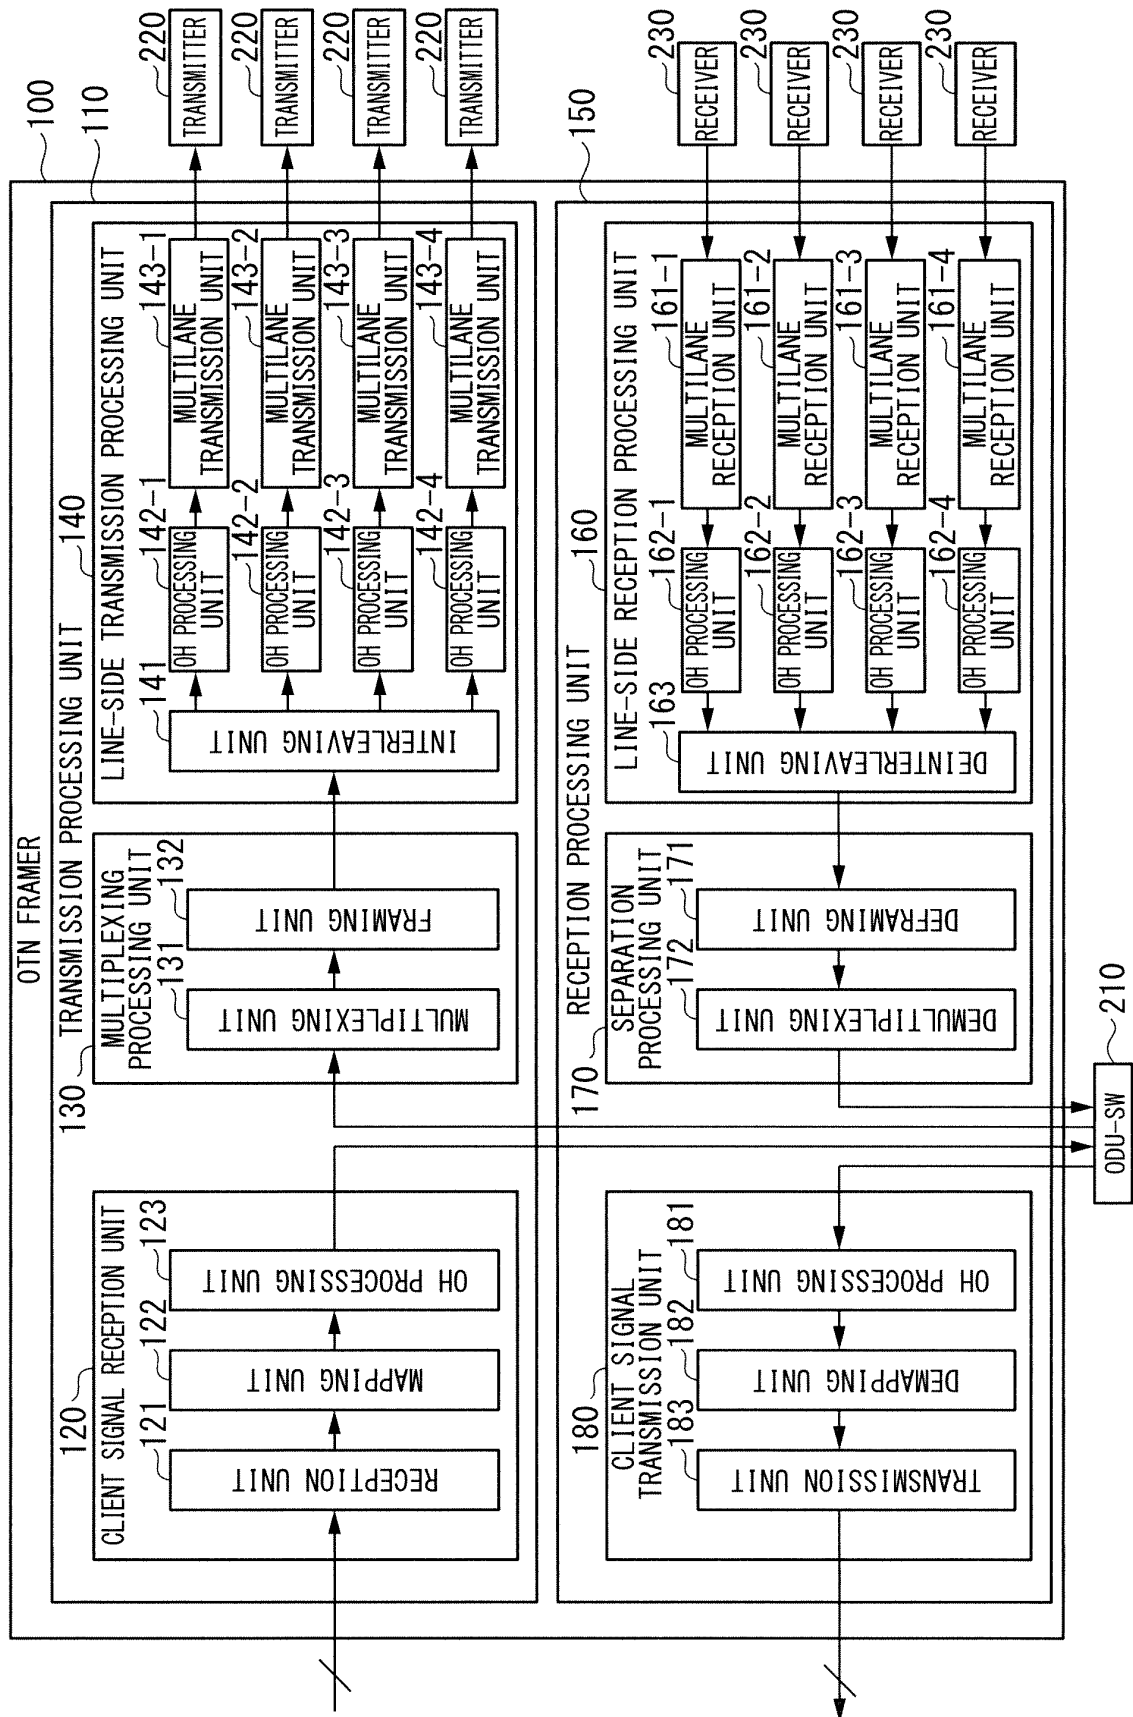 OTN FRAMER
100
TRANSMISSION PROCESSING UNIT
110
120
CLIENT SIGNAL RECEPTION UNIT
121
RECEPTION UNIT
122
MAPPING UNIT
123
OH PROCESSING UNIT
130
MULTIPLEXING
PROCESSING UNIT
131
MULTIPLEXING UNIT
132
FRAMING UNIT
140
LINE-SIDE TRANSMISSION PROCESSING UNIT
141
INTERLEAVING UNIT
142-1
OH PROCESSING
UNIT
143-1
MULTILANE
TRANSMISSION UNIT
220
TRANSMITTER
142-2
OH PROCESSING
UNIT
143-2
MULTILANE
TRANSMISSION UNIT
220
TRANSMITTER
142-3
OH PROCESSING
UNIT
143-3
MULTILANE
TRANSMISSION UNIT
220
TRANSMITTER
142-4
OH PROCESSING
UNIT
143-4
MULTILANE
TRANSMISSION UNIT
220
TRANSMITTER
RECEPTION PROCESSING UNIT
150
180
CLIENT SIGNAL
TRANSMISSION UNIT
183
TRANSMISSION UNIT
182
DEMAPPING UNIT
181
OH PROCESSING UNIT
170
SEPARATION
PROCESSING UNIT
172
DEMULTIPLEXING UNIT
171
DEFRAMING UNIT
160
LINE-SIDE RECEPTION PROCESSING UNIT
163
DEINTERLEAVING UNIT
162-1
OH PROCESSING
UNIT
161-1
MULTILANE
RECEPTION UNIT
230
RECEIVER
162-2
OH PROCESSING
UNIT
161-2
MULTILANE
RECEPTION UNIT
230
RECEIVER
162-3
OH PROCESSING
UNIT
161-3
MULTILANE
RECEPTION UNIT
230
RECEIVER
162-4
OH PROCESSING
UNIT
161-4
MULTILANE
RECEPTION UNIT
230
RECEIVER
210
ODU-SW